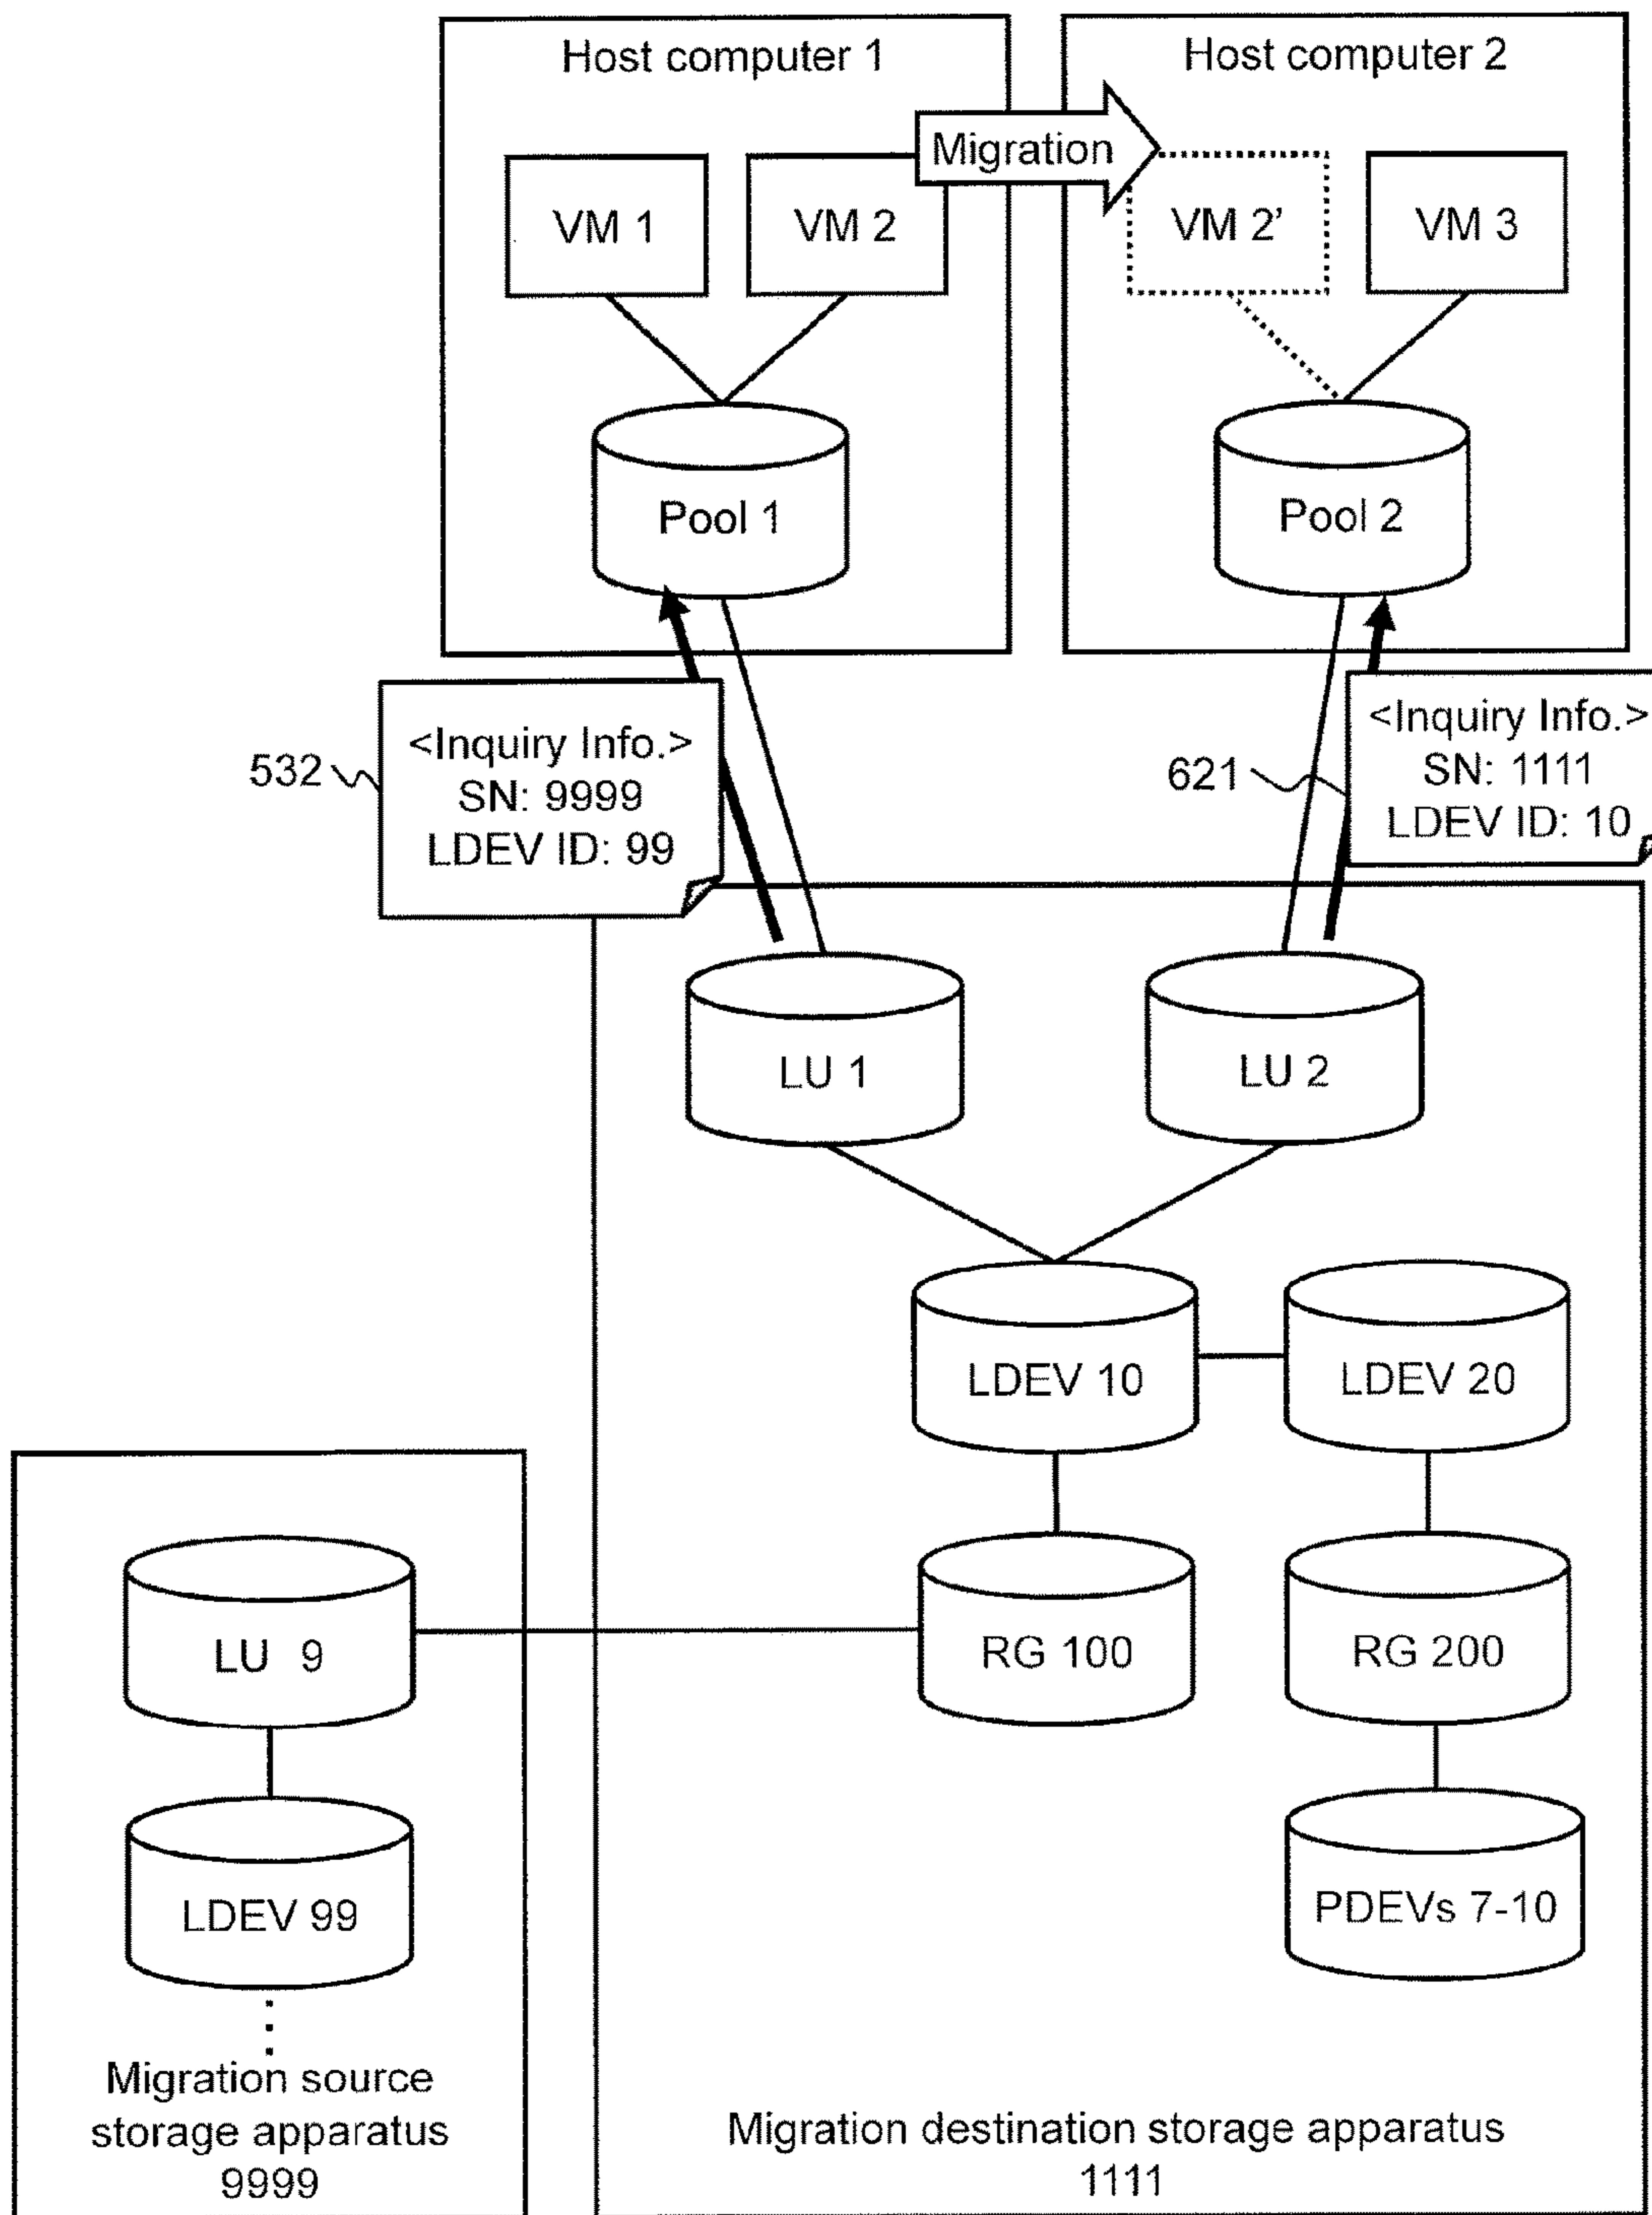 Host computer 1
Host computer 2
Migration
VM 1
VM 2
VM 2’
VM 3
Pool 1
Pool 2
532
<Inquiry Info.>
SN: 9999
LDEV ID: 99
621
<Inquiry Info.>
SN: 1111
LDEV ID: 10
LU 1
LU 2
LDEV 10
LDEV 20
LU 9
RG 100
RG 200
LDEV 99
PDEVs 7-10
Migration source
storage apparatus
9999
Migration destination storage apparatus
1111